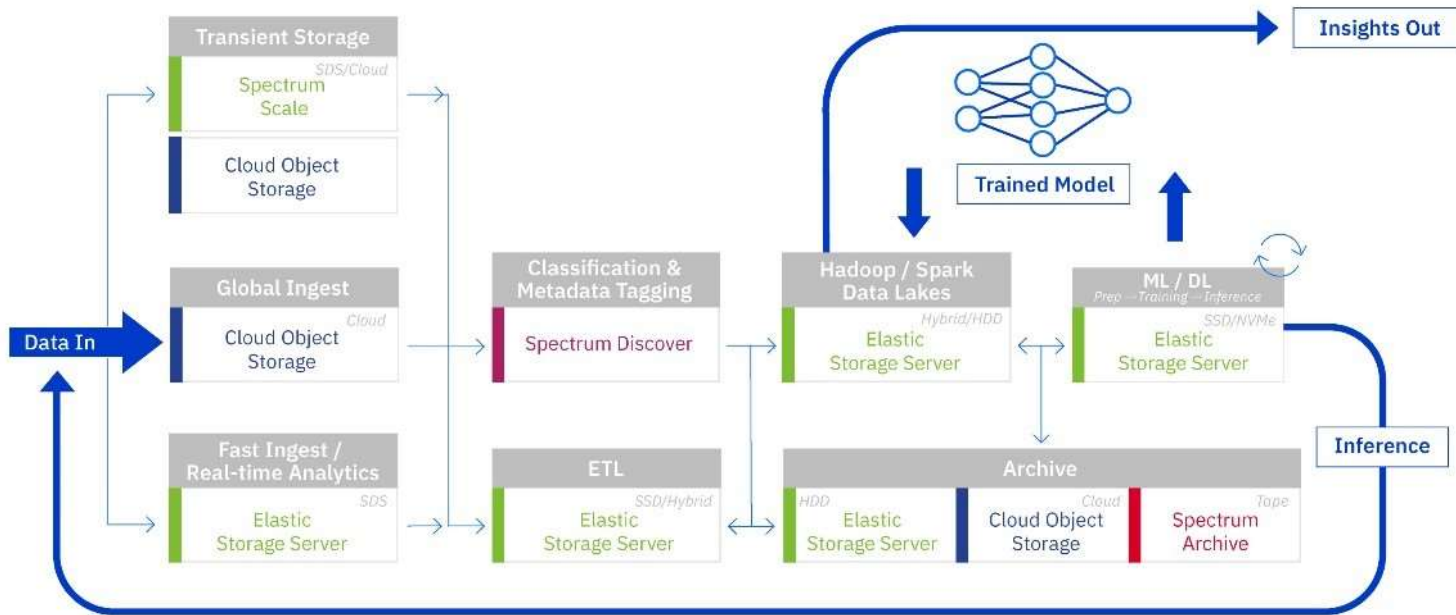 Transient Storage
SDS/Cloud
Spectrum
Scale
Cloud Object
Storage
Insights Out
Trained Model
Data In
Global Ingest
Cloud
Cloud Object
Storage
Classification &
Metadata Tagging
Spectrum Discover
Hadoop / Spark
Data Lakes
Hybrid/HDD
Elastic
Storage Server
ML / DL
Prep→Training→Inference
SSD/NVMe
Elastic
Storage Server
Inference
Fast Ingest /
Real-time Analytics
SDS
Elastic
Storage Server
ETL
SSD/Hybrid
Elastic
Storage Server
Archive
HDD
Elastic
Storage Server
Cloud
Cloud Object
Storage
Tape
Spectrum
Archive